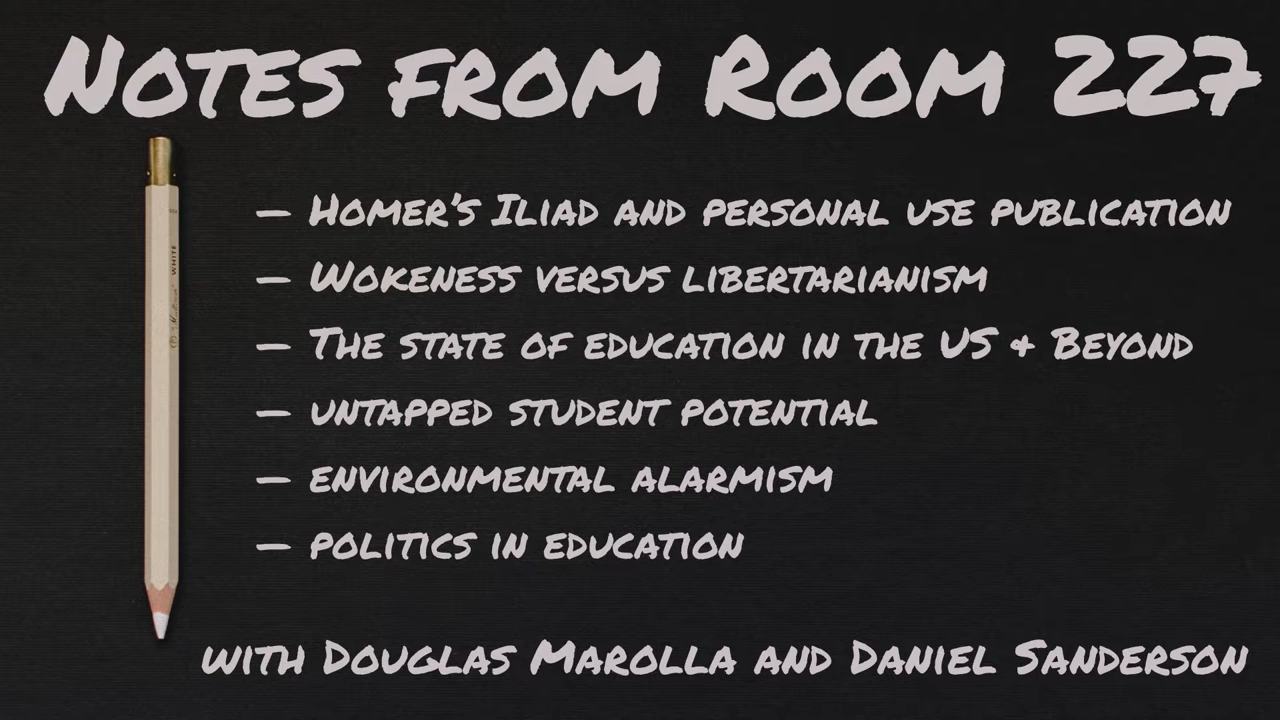 Notes from Room 227
— Homer's Iliad and personal use publication
— Wokeness versus libertarianism
— The state of education in the US & Beyond
— untapped student potential
— environmental alarmism
— politics in education
with Douglas Marolla and Daniel Sanderson
WHITE